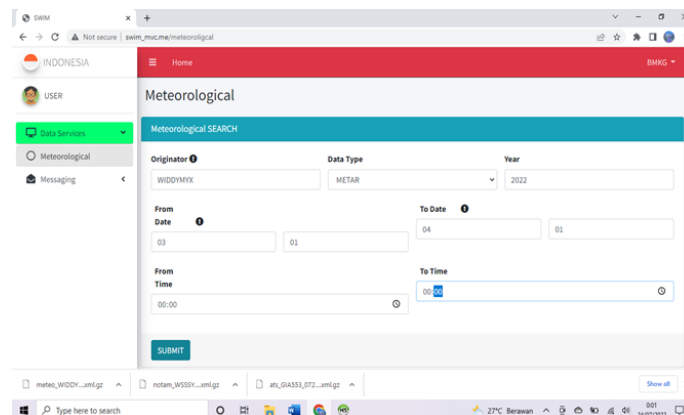 SWIM
Not secure | swim_mvc.me/meteoroligcal
INDONESIA
Home
BMKG
USER
Meteorological
Data Services
Meteorological SEARCH
Meteorological
Messaging
Originator
Data Type
Year
WIDDYMYX
METAR
2022
From
Date
To Date
03
01
04
01
From
Time
To Time
00:00
00:00
SUBMIT
meteo_WIDDY....xml.gz
notam_WSSSY....xml.gz
ats_GIA553_072....xml.gz
Show all
Type here to search
27°C Berawan
0:01